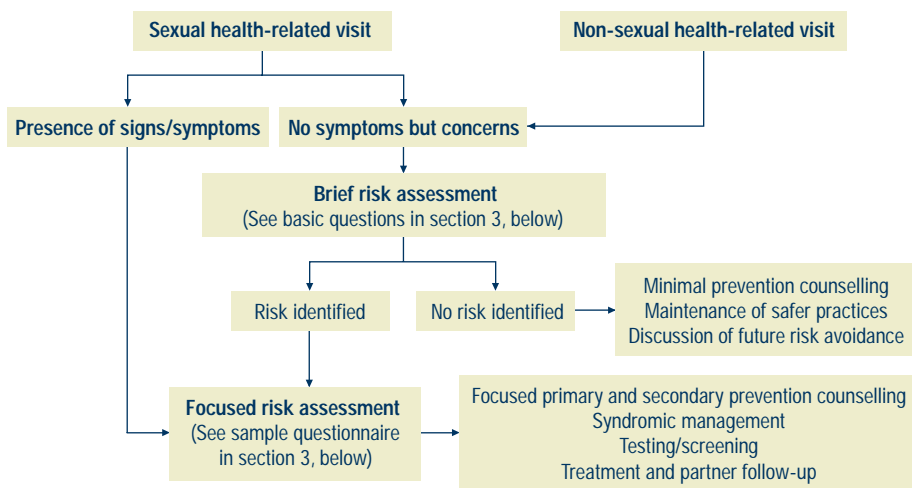 Sexual health-related visit
Non-sexual health-related visit
Presence of signs/symptoms
No symptoms but concerns
Brief risk assessment
(See basic questions in section 3, below)
Risk identified
No risk identified
Minimal prevention counselling
Maintenance of safer practices
Discussion of future risk avoidance
Focused risk assessment
(See sample questionnaire
in section 3, below)
Focused primary and secondary prevention counselling
Syndromic management
Testing/screening
Treatment and partner follow-up